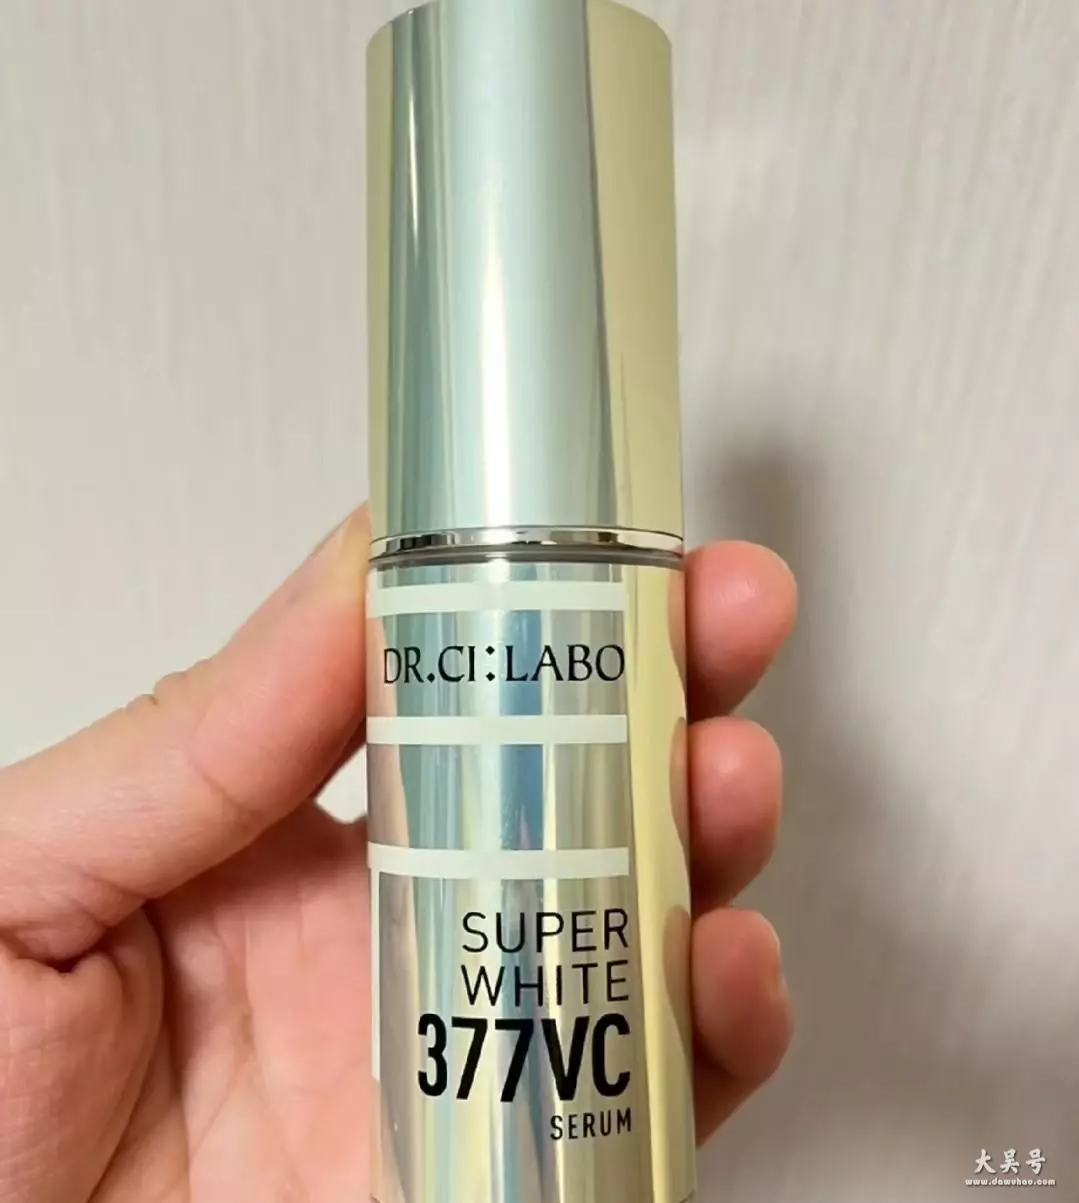 DR.CI:LABO
SUPER
WHITE
377VC
SERUM
大吴号
www.dawuhao.com